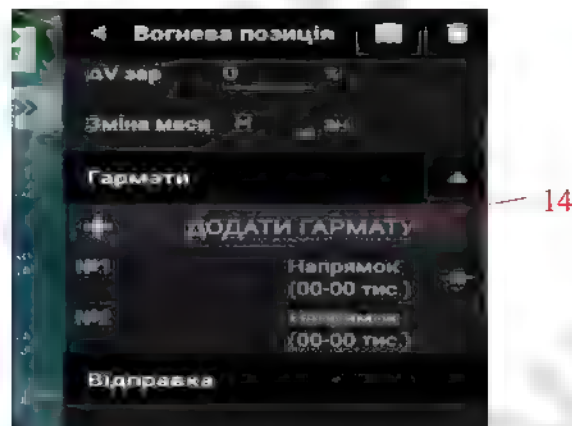 Вогнева позиція
ΔV зар 0 %
Зміна маси Н зн
Гармати
14
+ ДОДАТИ ГАРМАТУ
№1 Напрямок
(00-00 тис.)
Напрямок
(00-00 тис.)
Відправка